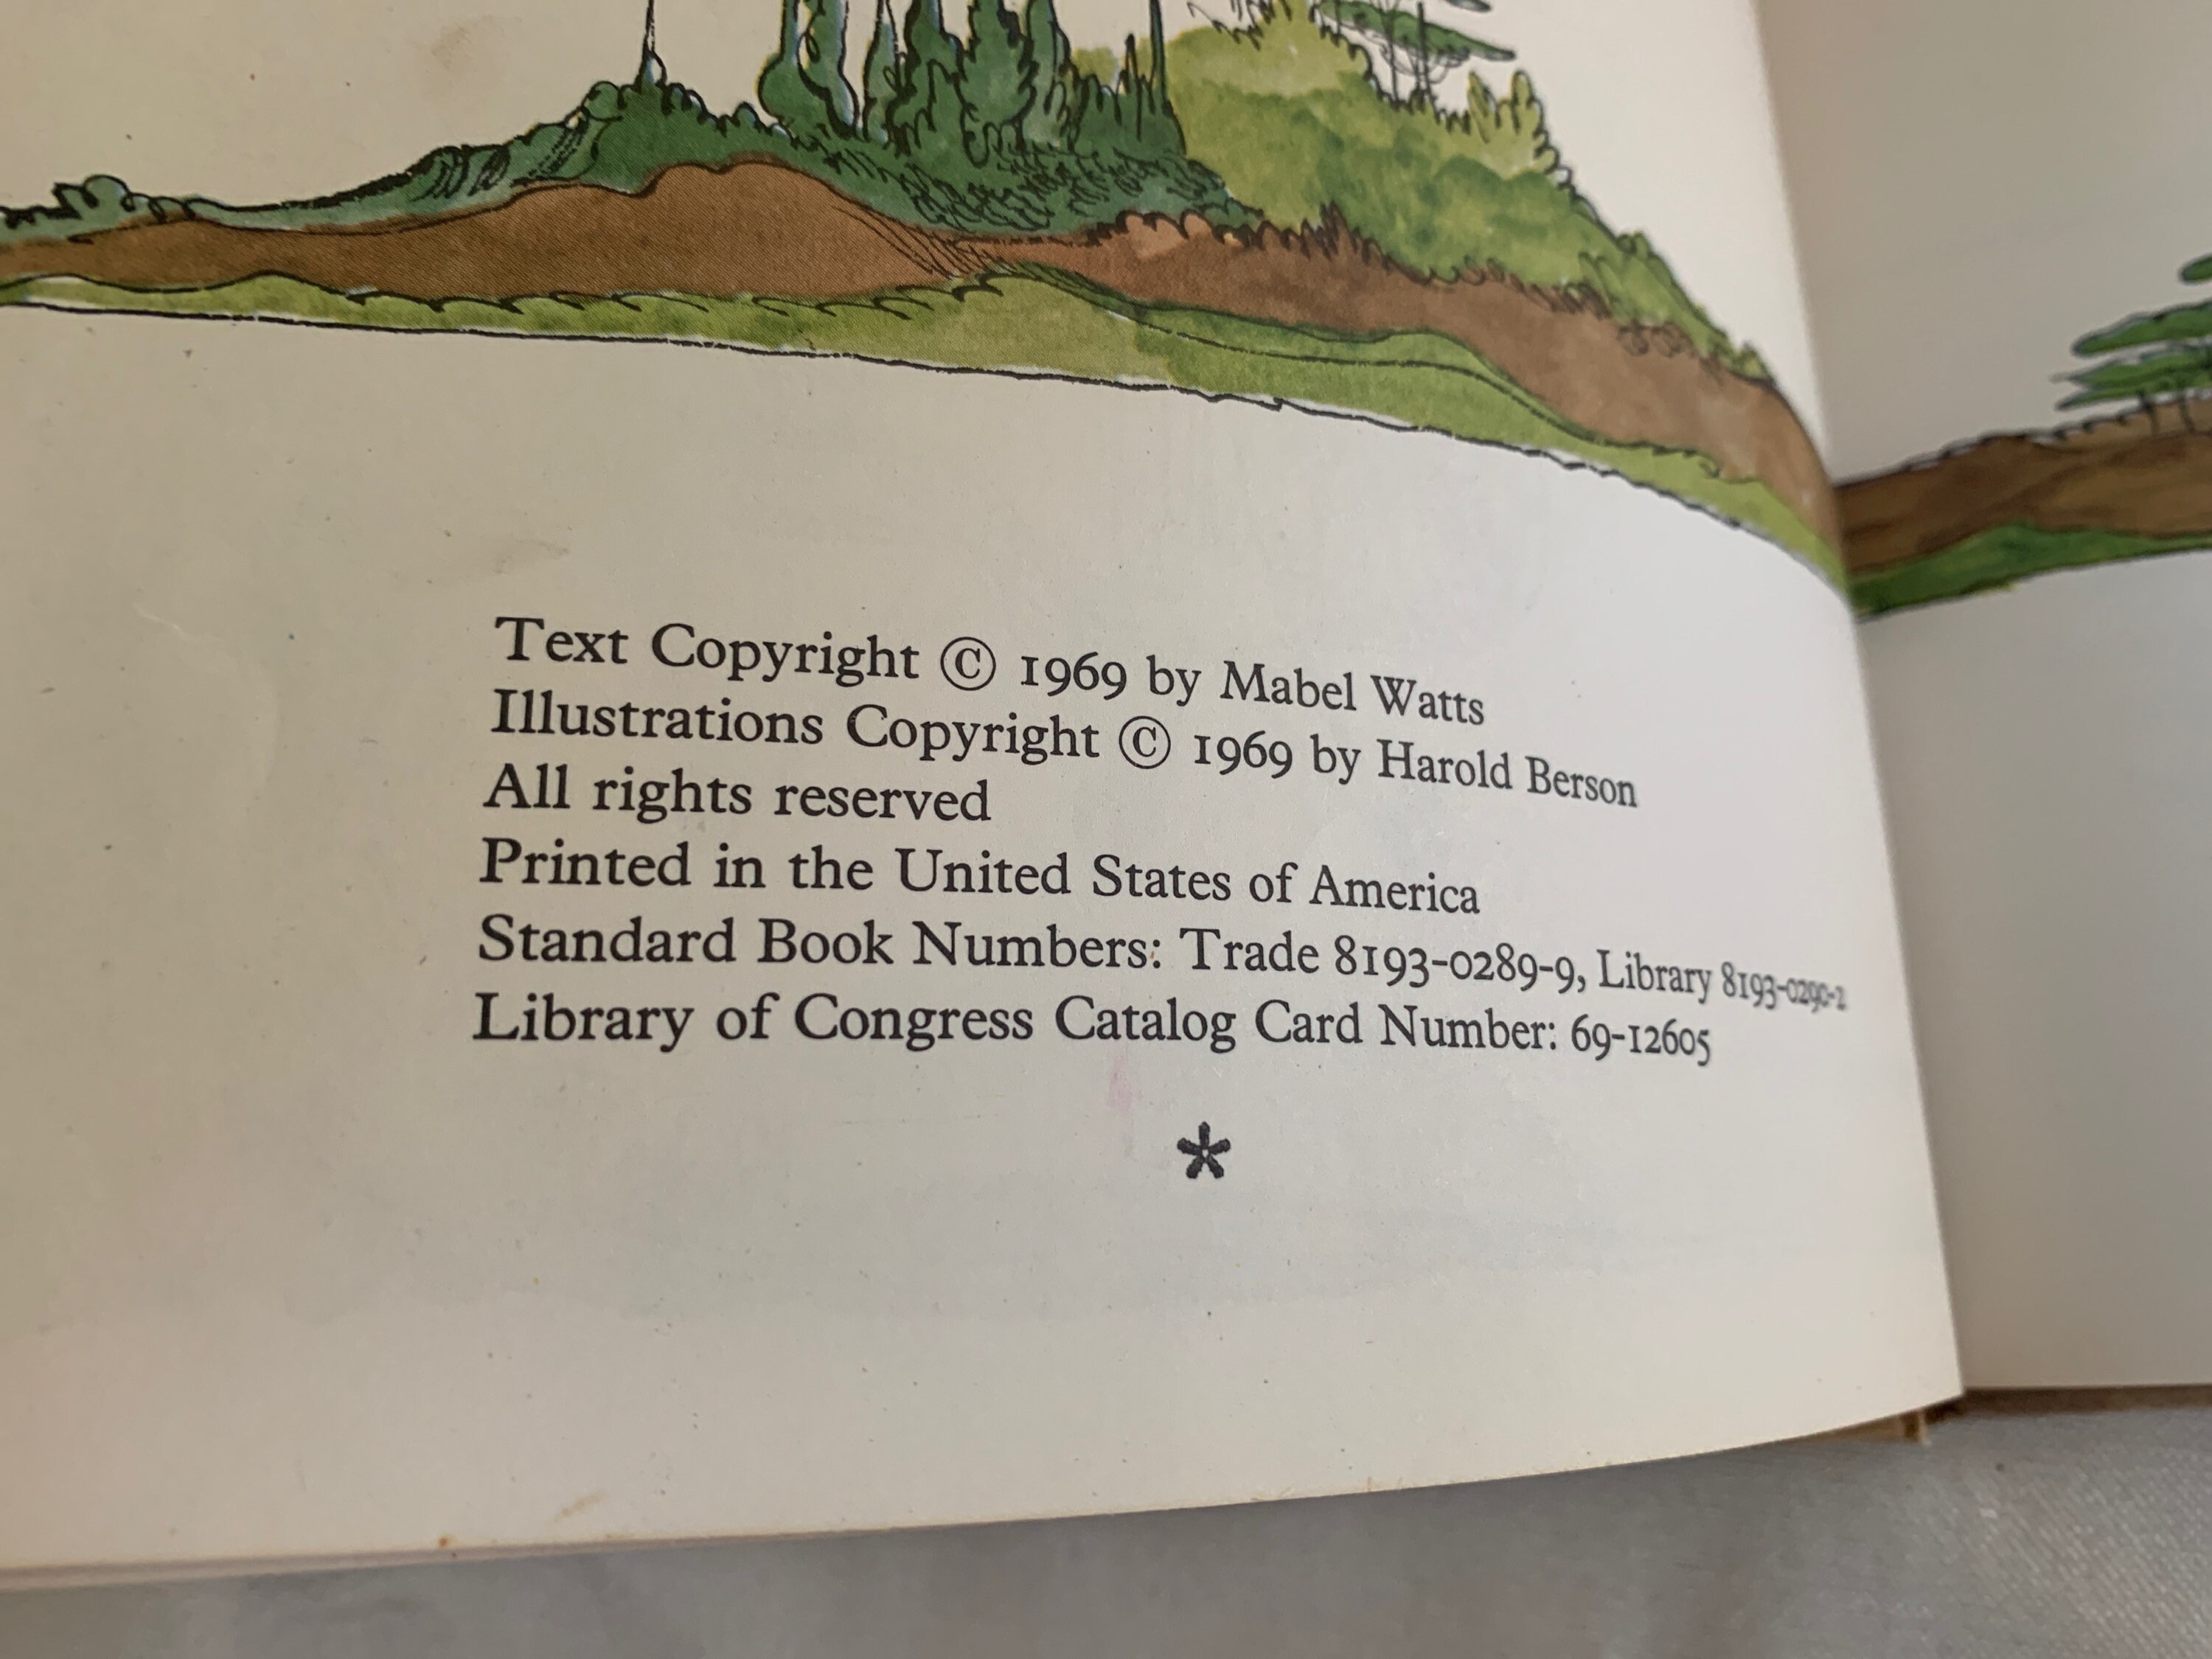 Text Copyright © 1969 by Mabel Watts
Illustrations Copyright © 1969 by Harold Berson
All rights reserved
Printed in the United States of America
Standard Book Numbers: Trade 8193-0289-9, Library 8193-0290-2
Library of Congress Catalog Card Number: 69-12605
*